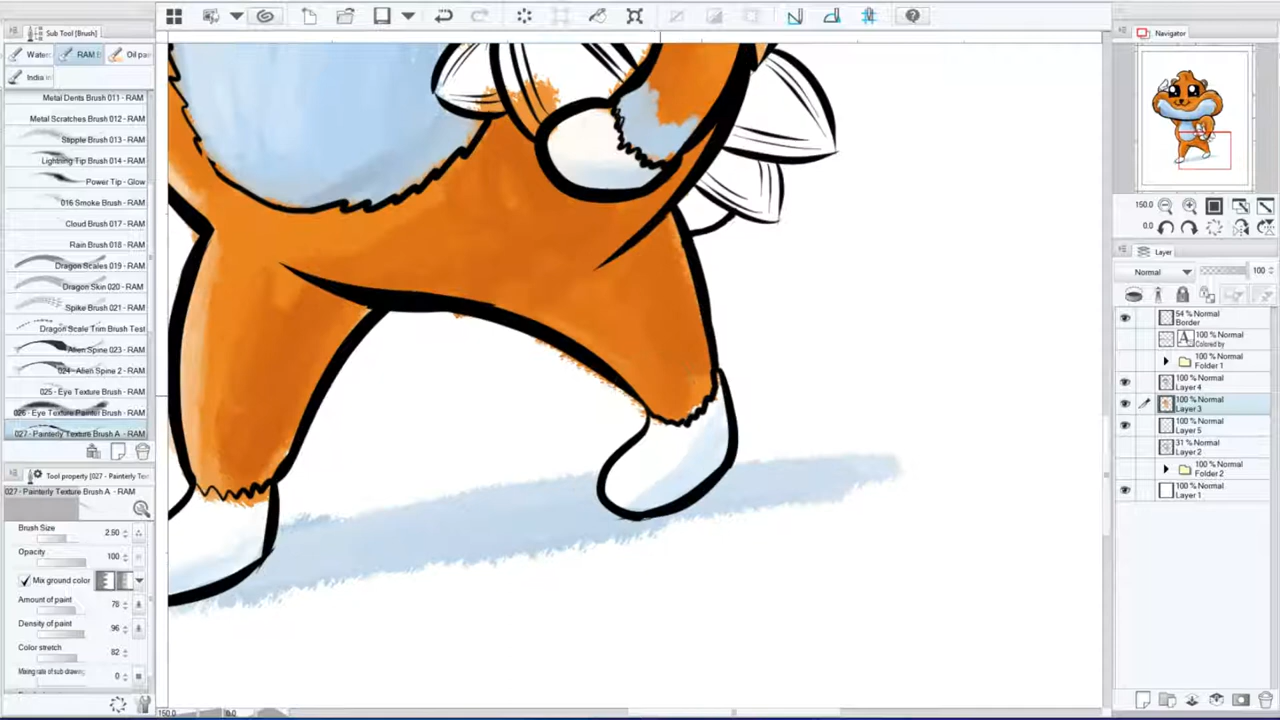 Sub Tool [Brush]
Water
RAM B
Oil pai
India in
Metal Dents Brush 011 - RAM
Metal Scratches Brush 012 - RAM
Stipple Brush 013 - RAM
Lightning Tip Brush 014 - RAM
Power Tip - Glow
016 Smoke Brush - RAM
Cloud Brush 017 - RAM
Rain Brush 018 - RAM
Dragon Scales 019 - RAM
Dragon Skin 020 - RAM
Spike Brush 021 - RAM
Dragon Scale Trim Brush Test
Alien Spine 023 - RAM
024 - Alien Spine 2 - RAM
025 - Eye Texture Brush - RAM
026 - Eye Texture Painter Brush - RAM
027 - Painterly Texture Brush A - RAM
Tool property [027 - Painterly Tex
027 - Painterly Texture Brush A - RAM
Brush Size 2.50
Opacity 100
Mix ground color
Amount of paint 78
Density of paint 96
Color stretch 82
Mixing rate of sub drawing 0
150.0 0.0
Navigator
150.0
0.0
Layer
Normal 100
54 % Normal
Border
100 % Normal
Colored by
100 % Normal
Folder 1
100 % Normal
Layer 4
100 % Normal
Layer 3
100 % Normal
Layer 5
31 % Normal
Layer 2
100 % Normal
Folder 2
100 % Normal
Layer 1